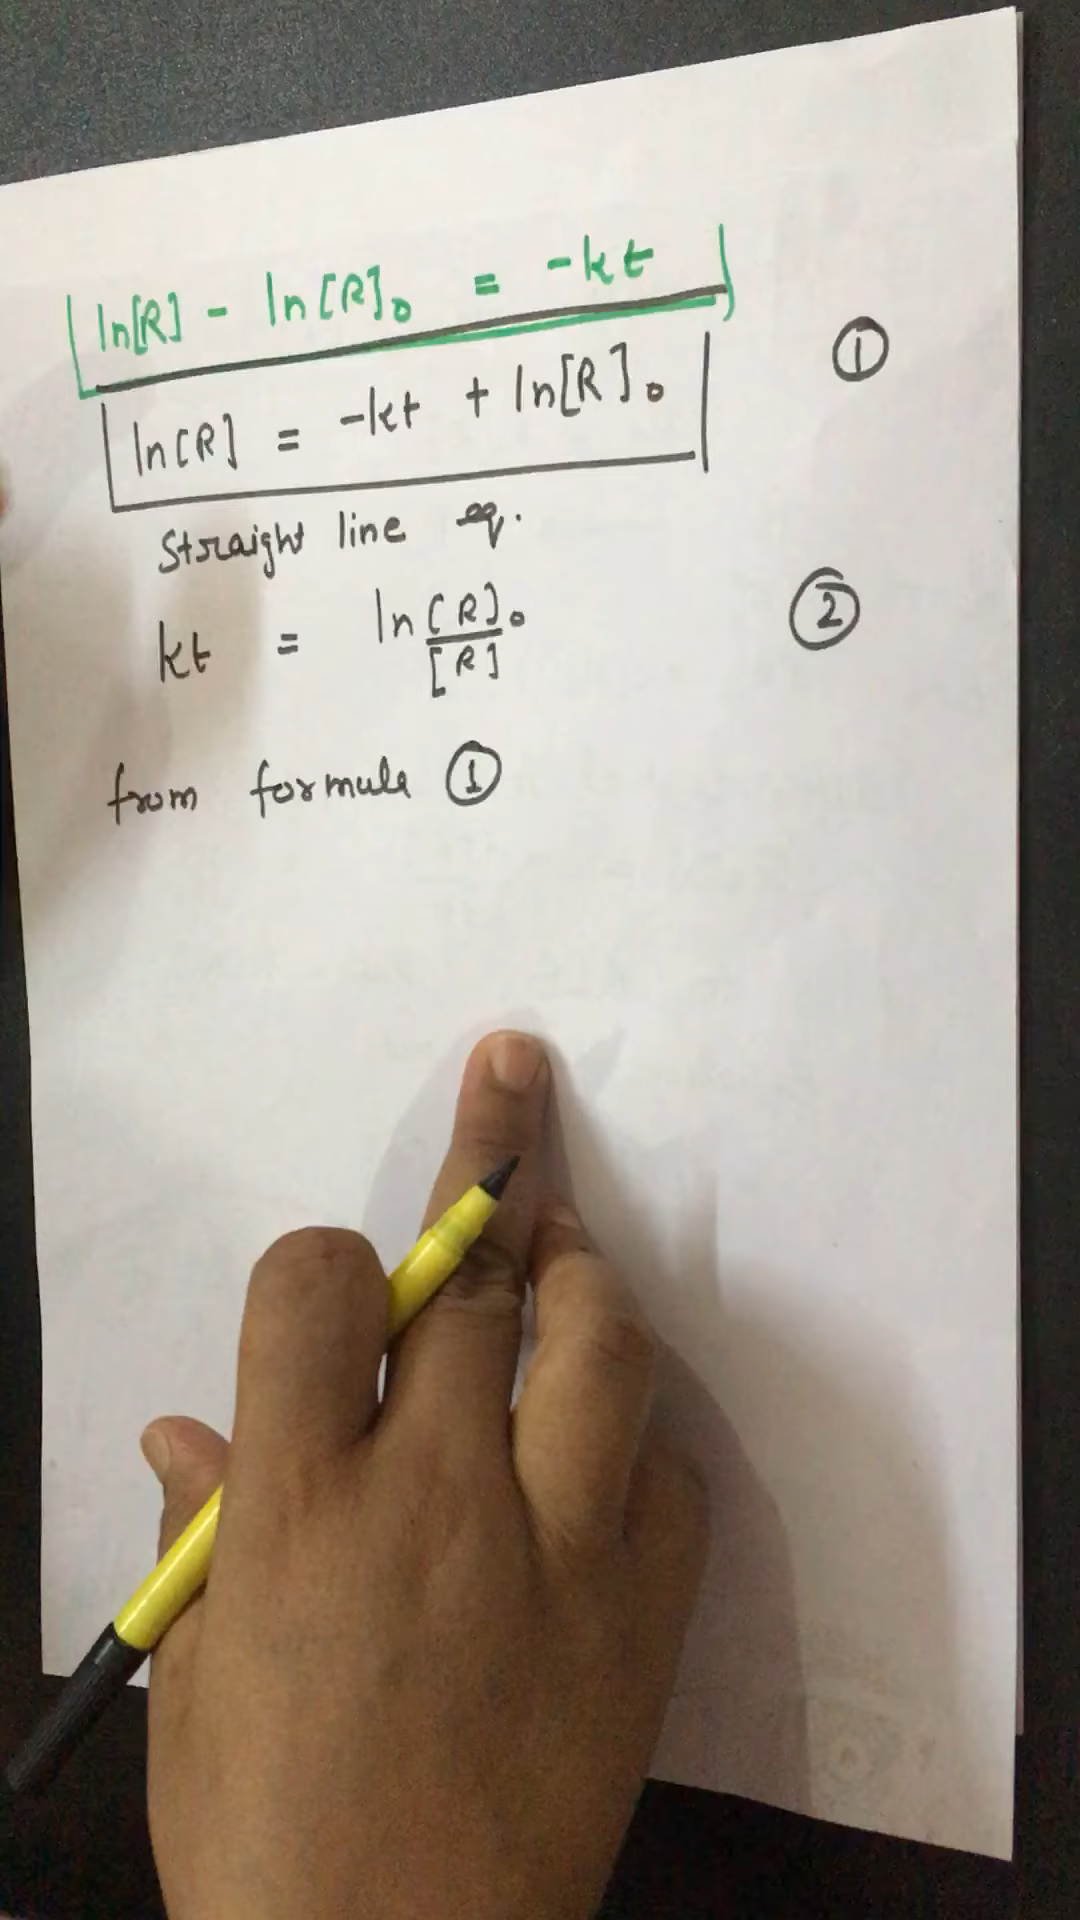 ln[R] - ln[R]₀ = -kt
ln[R] = -kt + ln[R]₀ ①
Straight line eq.
kt = ln [R]₀ / [R] ②
from formule ①